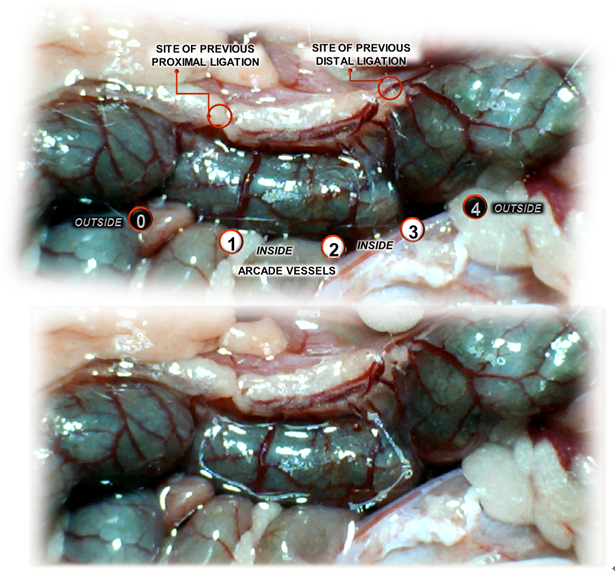 SITE OF PREVIOUS
PROXIMAL LIGATION
SITE OF PREVIOUS
DISTAL LIGATION
OUTSIDE
0
1
INSIDE
2
INSIDE
3
4
OUTSIDE
ARCADE VESSELS